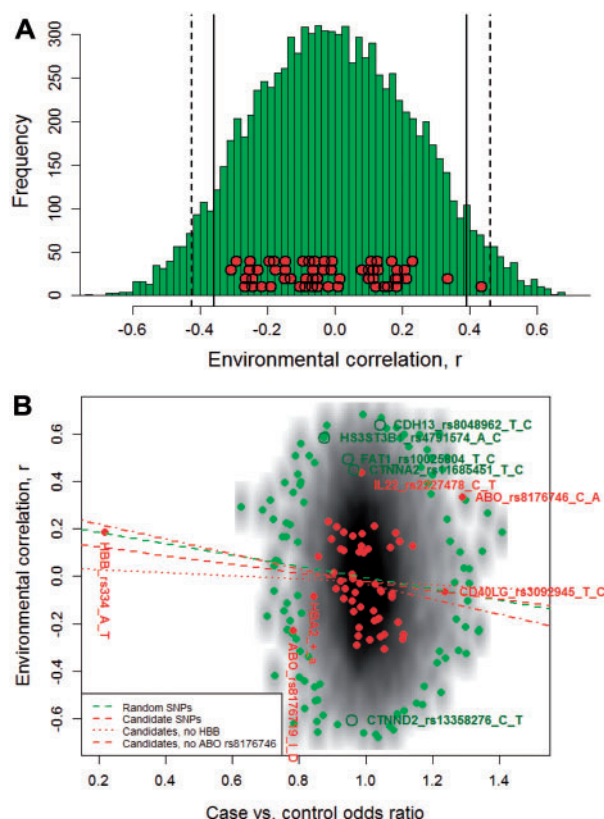 A
Frequency
300
250
200
150
100
50
0
-0.6
-0.4
-0.2
0.0
0.2
0.4
0.6
Environmental correlation, r
B
Environmental correlation, r
0.6
0.4
0.2
0.0
-0.2
-0.4
-0.6
CDH13_rs8048962_T_C
HS3ST3B1_rs4791574_A_C
FAT1_rs10025604_T_C
CTNNA2_rs11685451_T_C
IL22_rs2227478_C_T
ABO_rs8176746_C_A
HBB_rs334_A_T
CD40LG_rs3092945_T_C
HBA2_+_a
ABO_rs8176719_I_D
CTNND2_rs13358276_C_T
Random SNPs
Candidate SNPs
Candidates, no HBB
Candidates, no ABO rs8176746
0.2
0.4
0.6
0.8
1.0
1.2
1.4
Case vs. control odds ratio